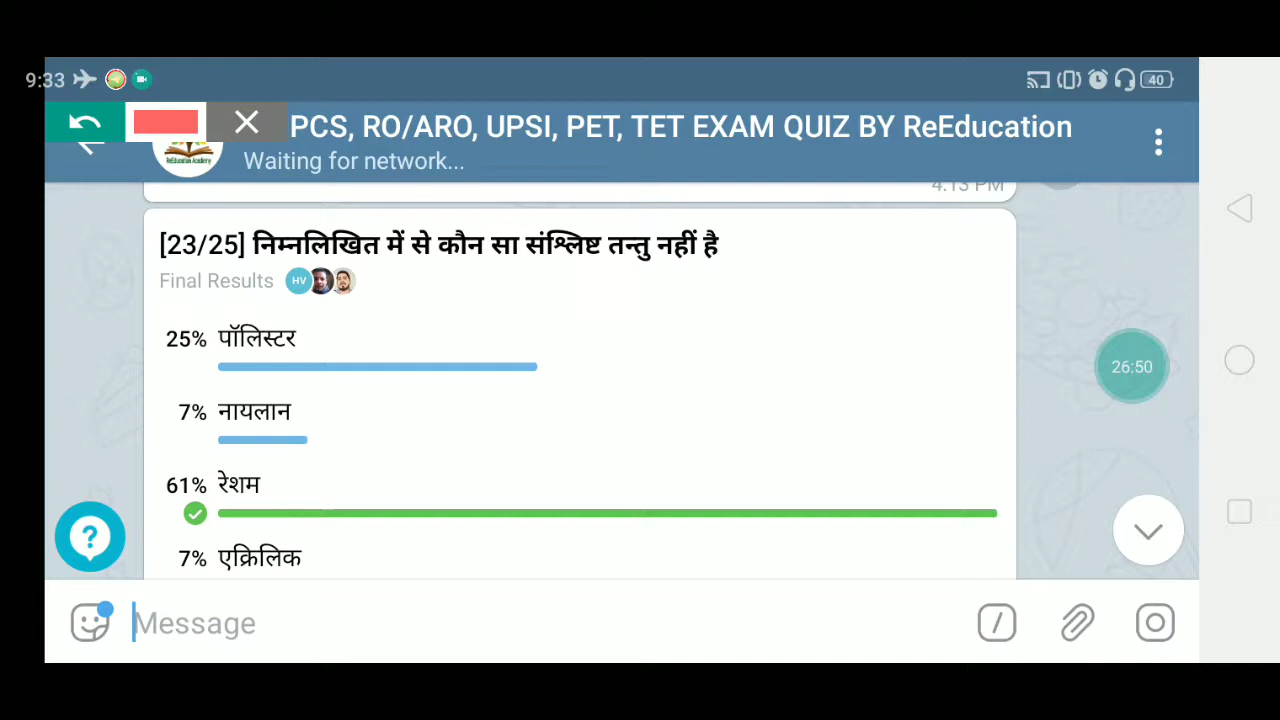 9:33
40
PCS, RO/ARO, UPSI, PET, TET EXAM QUIZ BY ReEducation
ReEducation Academy
Waiting for network...
4:13 PM
[23/25] निम्नलिखित में से कौन सा संश्लिष्ट तन्तु नहीं है
Final Results
HV
25% पॉलिस्टर
26:50
7% नायलान
61% रेशम
7% एक्रिलिक
Message